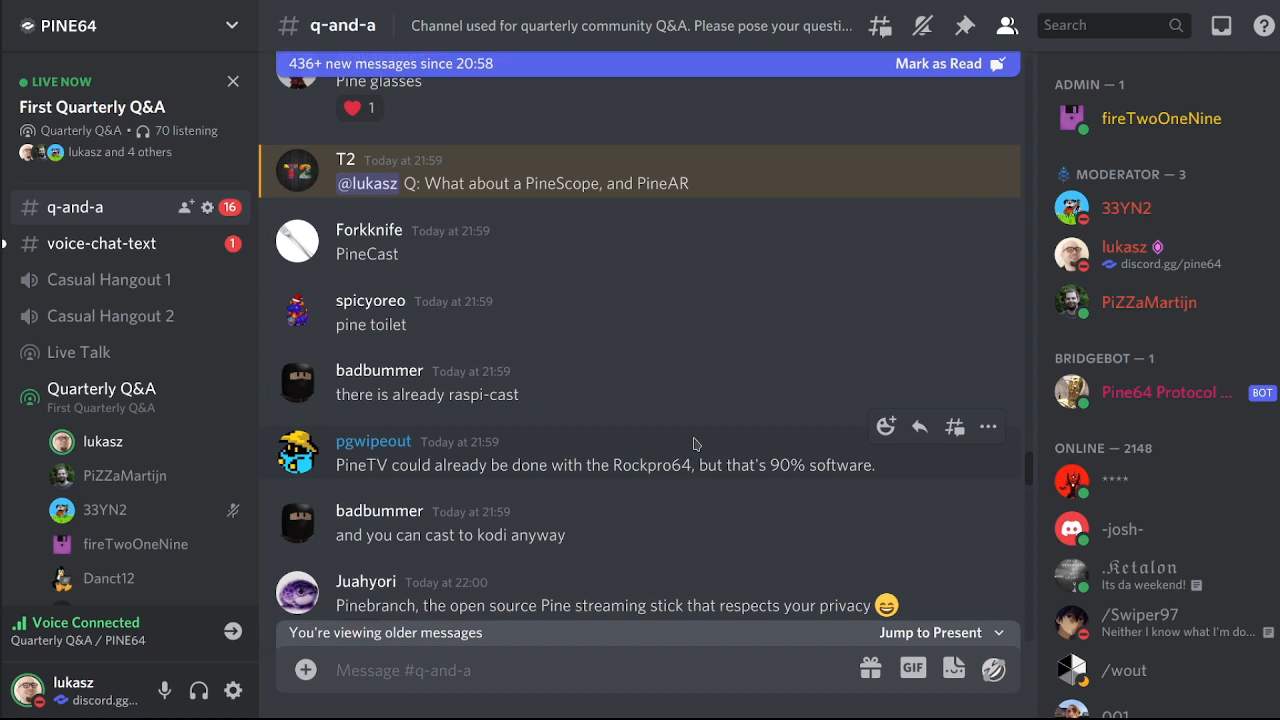 PINE64
LIVE NOW
First Quarterly Q&A
Quarterly Q&A • 70 listening
lukasz and 4 others
# q-and-a 16
# voice-chat-text 1
Casual Hangout 1
Casual Hangout 2
Live Talk
Quarterly Q&A
First Quarterly Q&A
lukasz
PiZZaMartijn
33YN2
fireTwoOneNine
Danct12
Voice Connected
Quarterly Q&A / PINE64
lukasz
discord.gg...
# q-and-a
Channel used for quarterly community Q&A. Please pose your questi...
Search
436+ new messages since 20:58
Mark as Read
Pine glasses
1
T2 Today at 21:59
@lukasz Q: What about a PineScope, and PineAR
Forkknife Today at 21:59
PineCast
spicyoreo Today at 21:59
pine toilet
badbummer Today at 21:59
there is already raspi-cast
pgwipeout Today at 21:59
PineTV could already be done with the Rockpro64, but that's 90% software.
badbummer Today at 21:59
and you can cast to kodi anyway
Juahyori Today at 22:00
Pinebranch, the open source Pine streaming stick that respects your privacy 😄
You're viewing older messages
Jump to Present
Message #q-and-a
GIF
ADMIN — 1
fireTwoOneNine
MODERATOR — 3
33YN2
lukasz
discord.gg/pine64
PiZZaMartijn
BRIDGEBOT — 1
Pine64 Protocol ... BOT
ONLINE — 2148
****
-josh-
.𝕶𝖊𝖙𝖆𝖑𝖔𝖓
Its da weekend!
/Swiper97
Neither I know what I'm do...
/wout
001